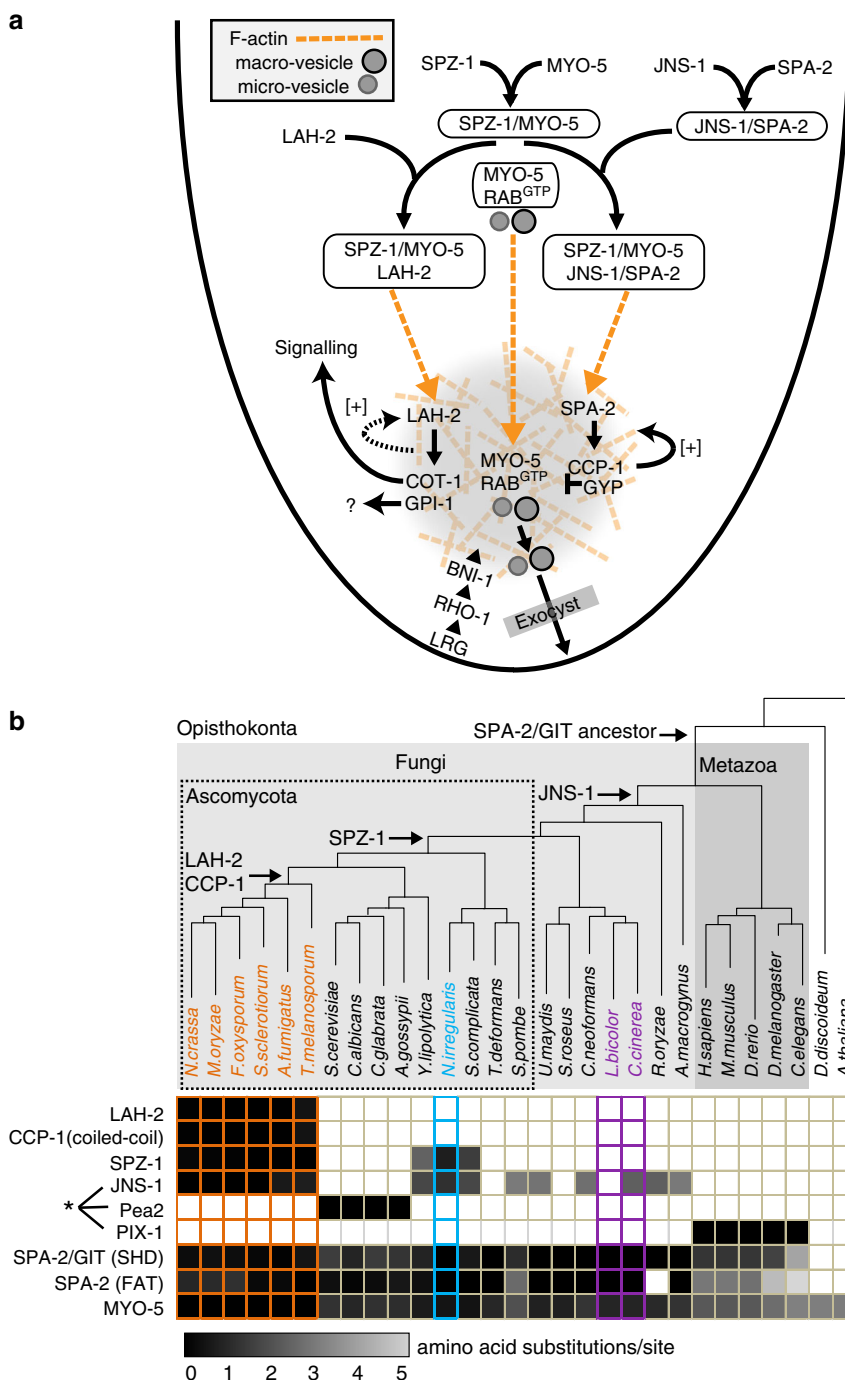 a
F-actin
macro-vesicle
micro-vesicle
SPZ-1
MYO-5
JNS-1
SPA-2
SPZ-1/MYO-5
JNS-1/SPA-2
LAH-2
MYO-5
RABGTP
SPZ-1/MYO-5
LAH-2
SPZ-1/MYO-5
JNS-1/SPA-2
Signalling
[+]
LAH-2
SPA-2
[+]
MYO-5
RABGTP
CCP-1
GYP
COT-1
GPI-1
?
BNI-1
RHO-1
LRG
Exocyst
b
Opisthokonta
SPA-2/GIT ancestor
Fungi
Metazoa
Ascomycota
JNS-1
SPZ-1
LAH-2
CCP-1
N.crassa
M.oryzae
F.oxysporum
S.sclerotiorum
A.fumigatus
T.melanosporum
S.cerevisiae
C.albicans
C.glabrata
A.gossypii
Y.lipolytica
N.irregularis
S.complicata
T.deformans
S.pombe
U.maydis
S.roseus
C.neoformans
L.bicolor
C.cinerea
R.oryzae
A.macrogynus
H.sapiens
M.musculus
D.rerio
D.melanogaster
C.elegans
D.discoideum
A.thaliana
LAH-2
CCP-1(coiled-coil)
SPZ-1
JNS-1
* Pea2
PIX-1
SPA-2/GIT (SHD)
SPA-2 (FAT)
MYO-5
amino acid substitutions/site
0 1 2 3 4 5